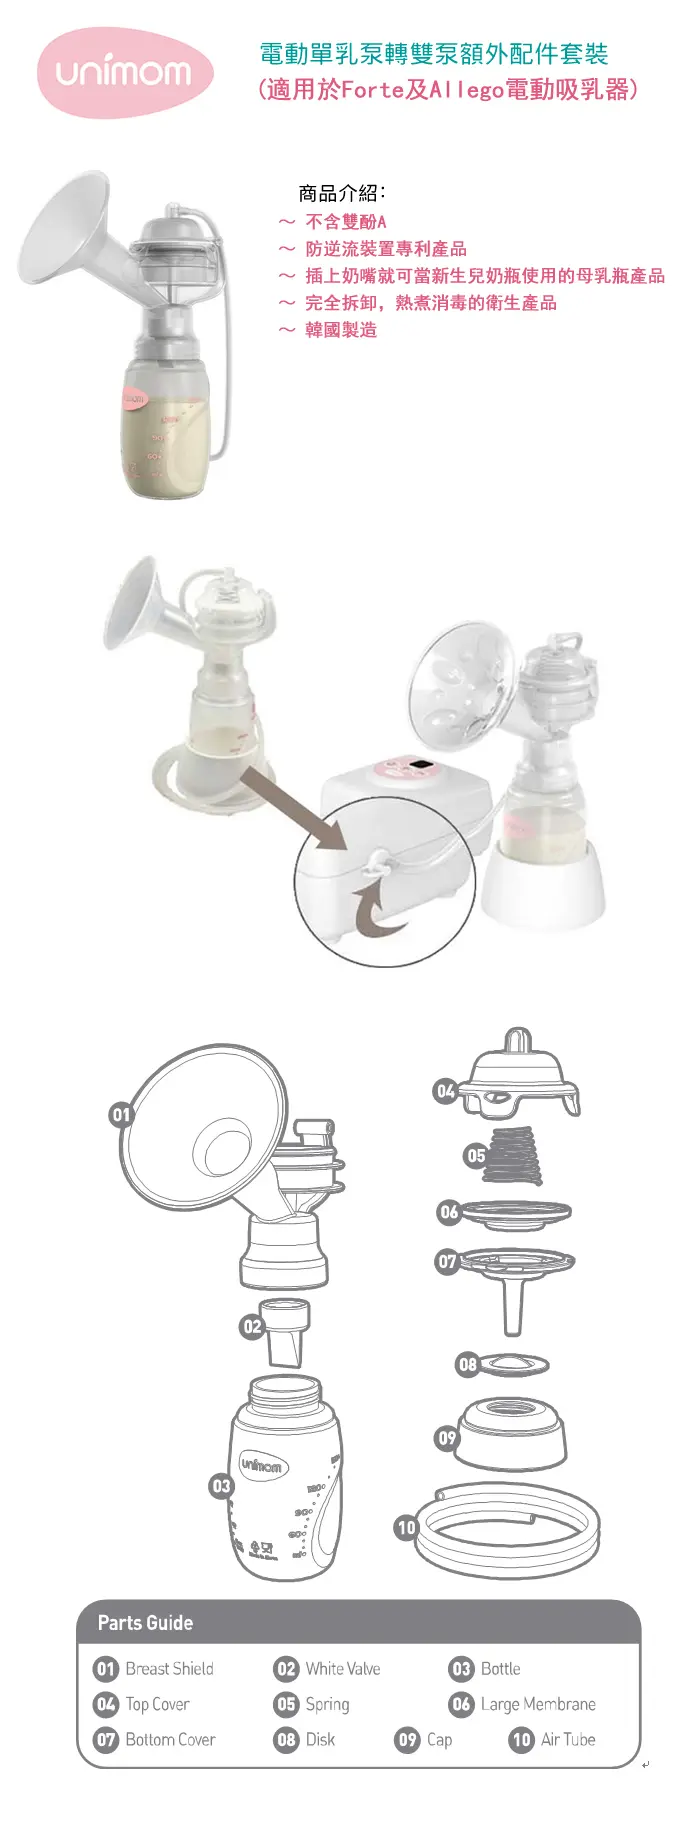 unimom
電動單乳泵轉雙泵額外配件套裝
(適用於Forte及Allego電動吸乳器)
商品介紹:
～ 不含雙酚A
～ 防逆流裝置專利產品
～ 插上奶嘴就可當新生兒奶瓶使用的母乳瓶產品
～ 完全拆卸，熱煮消毒的衛生產品
～ 韓國製造
01
04
05
06
07
02
08
09
unimom
03
120
90
60
10
Parts Guide
01 Breast Shield 02 White Valve 03 Bottle
04 Top Cover 05 Spring 06 Large Membrane
07 Bottom Cover 08 Disk 09 Cap 10 Air Tube